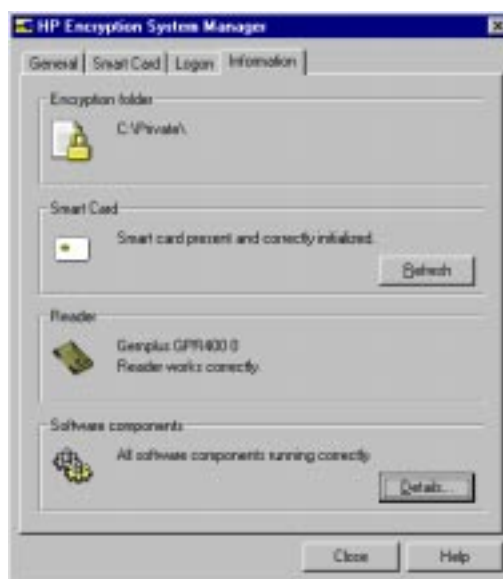 HP Encryption System Manager
General Smart Card Logon Information
Encryption folder
C:\Private\
Smart Card
Smart card present and correctly initialized.
Refresh
Reader
Gemplus GPR400 0
Reader works correctly.
Software components
All software components running correctly
Details...
Close Help